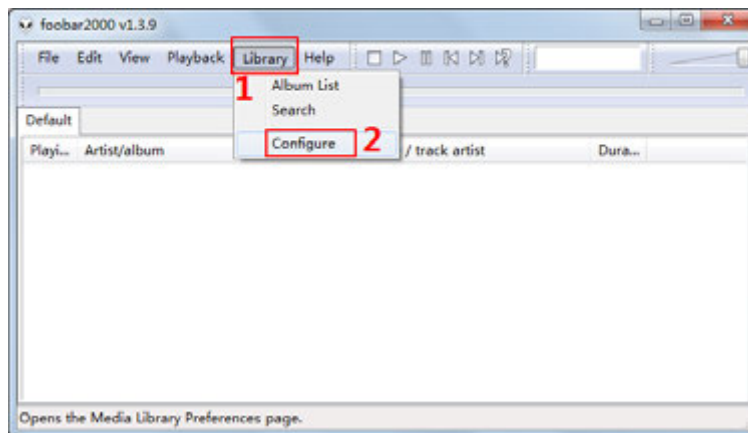 foobar2000 v1.3.9
File Edit View Playback Library Help
1
Album List
Search
Configure 2
Default
Playi... Artist/album / track artist Dura...
Opens the Media Library Preferences page.